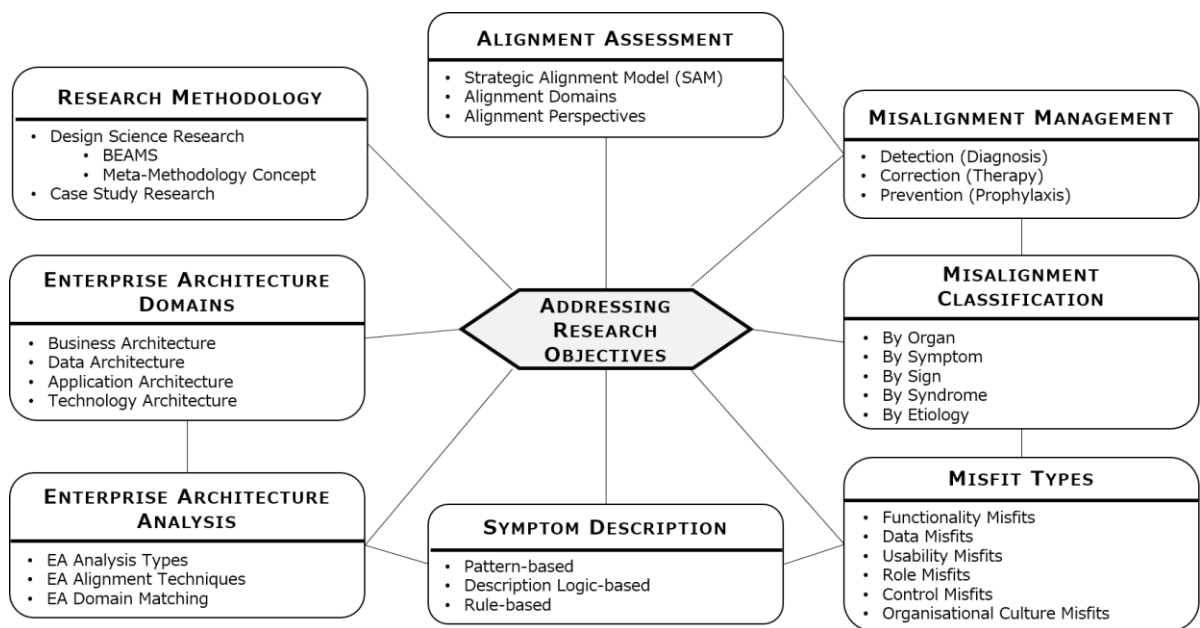 ALIGNMENT ASSESSMENT
• Strategic Alignment Model (SAM)
• Alignment Domains
• Alignment Perspectives
RESEARCH METHODOLOGY
• Design Science Research
• BEAMS
• Meta-Methodology Concept
• Case Study Research
MISALIGNMENT MANAGEMENT
• Detection (Diagnosis)
• Correction (Therapy)
• Prevention (Prophylaxis)
ENTERPRISE ARCHITECTURE
DOMAINS
• Business Architecture
• Data Architecture
• Application Architecture
• Technology Architecture
ADDRESSING
RESEARCH
OBJECTIVES
MISALIGNMENT
CLASSIFICATION
• By Organ
• By Symptom
• By Sign
• By Syndrome
• By Etiology
ENTERPRISE ARCHITECTURE
ANALYSIS
• EA Analysis Types
• EA Alignment Techniques
• EA Domain Matching
SYMPTOM DESCRIPTION
• Pattern-based
• Description Logic-based
• Rule-based
MISFIT TYPES
• Functionality Misfits
• Data Misfits
• Usability Misfits
• Role Misfits
• Control Misfits
• Organisational Culture Misfits